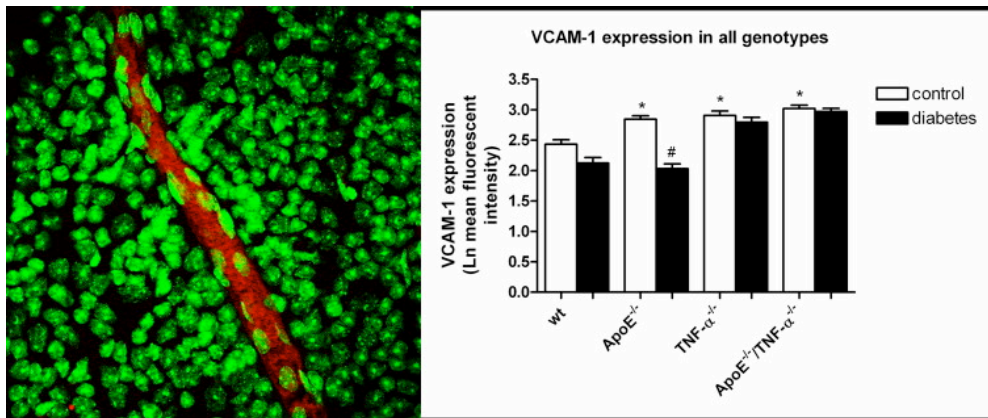 VCAM-1 expression in all genotypes
VCAM-1 expression
(Ln mean fluorescent
intensity)
3.5
3.0
2.5
2.0
1.5
1.0
0.5
0.0
*
#
*
*
control
diabetes
wt
ApoE-/-
TNF-α-/-
ApoE-/-/TNF-α-/-